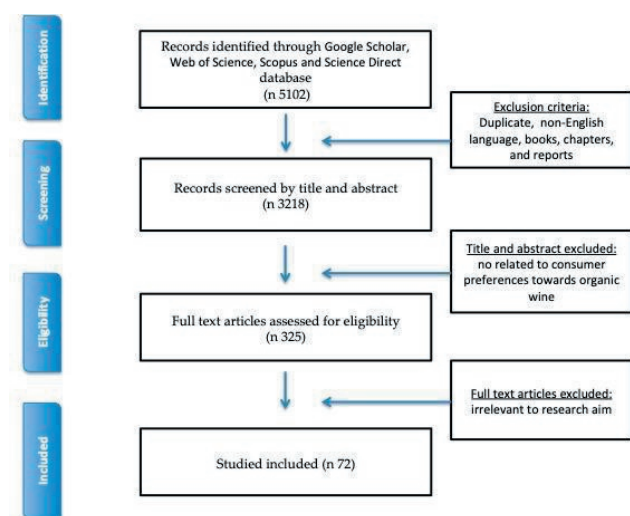 Identification
Records identified through Google Scholar,
Web of Science, Scopus and Science Direct
database
(n 5102)
Exclusion criteria:
Duplicate, non-English
language, books, chapters,
and reports
Screening
Records screened by title and abstract
(n 3218)
Title and abstract excluded:
no related to consumer
preferences towards organic
wine
Eligibility
Full text articles assessed for eligibility
(n 325)
Full text articles excluded:
irrelevant to research aim
Included
Studied included (n 72)